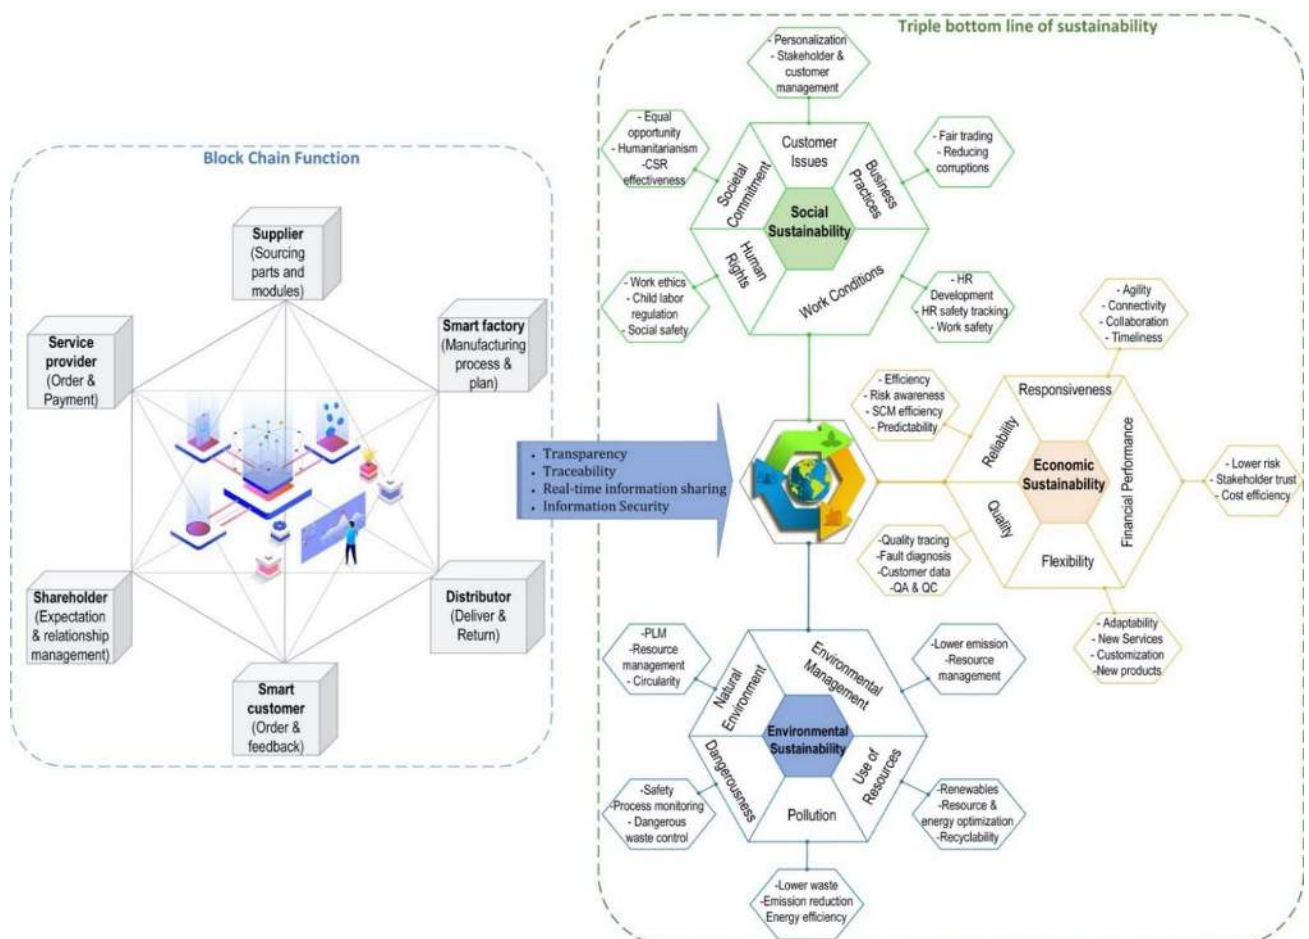 Triple bottom line of sustainability
Block Chain Function
Supplier
(Sourcing
parts and
modules)
Service
provider
(Order &
Payment)
Smart factory
(Manufacturing
process &
plan)
Shareholder
(Expectation
& relationship
management)
Distributor
(Deliver &
Return)
Smart
customer
(Order &
feedback)
• Transparency
• Traceability
• Real-time information sharing
• Information Security
- Personalization
- Stakeholder &
customer
management
- Equal
opportunity
- Humanitarianism
-CSR
effectiveness
- Fair trading
- Reducing
corruptions
Customer
Issues
Societal
Commitment
Business
Practices
Social
Sustainability
Human
Rights
Work Conditions
- Work ethics
- Child labor
regulation
- Social safety
- HR
Development
- HR safety tracking
- Work safety
- Agility
- Connectivity
- Collaboration
- Timeliness
- Efficiency
- Risk awareness
- SCM efficiency
- Predictability
Responsiveness
Reliability
Economic
Sustainability
Financial Performance
Quality
Flexibility
- Lower risk
- Stakeholder trust
- Cost efficiency
-Quality tracing
-Fault diagnosis
-Customer data
-QA & QC
- Adaptability
- New Services
- Customization
-New products
-PLM
-Resource
management
- Circularity
-Lower emission
-Resource
management
Natural
Environment
Environmental
Management
Environmental
Sustainability
Dangerousness
Use of
Resources
Pollution
-Safety
-Process monitoring
- Dangerous
waste control
-Renewables
-Resource &
energy optimization
-Recyclability
-Lower waste
-Emission reduction
Energy efficiency